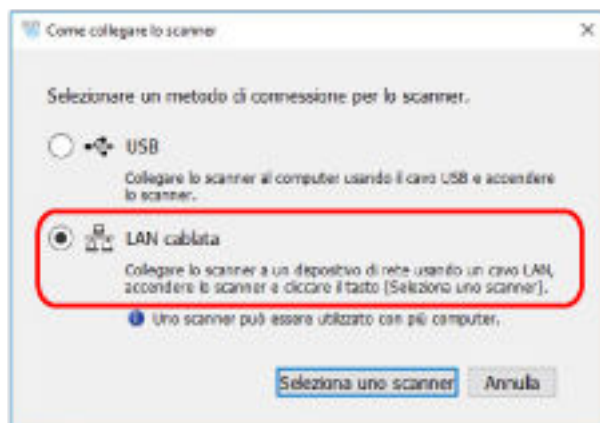 Come collegare lo scanner
Selezionare un metodo di connessione per lo scanner.
USB
Collegare lo scanner al computer usando il cavo USB e accendere
lo scanner.
LAN cablata
Collegare lo scanner a un dispositivo di rete usando un cavo LAN,
accendere lo scanner e cliccare il tasto [Seleziona uno scanner].
Uno scanner può essere utilizzato con più computer.
Seleziona uno scanner Annulla